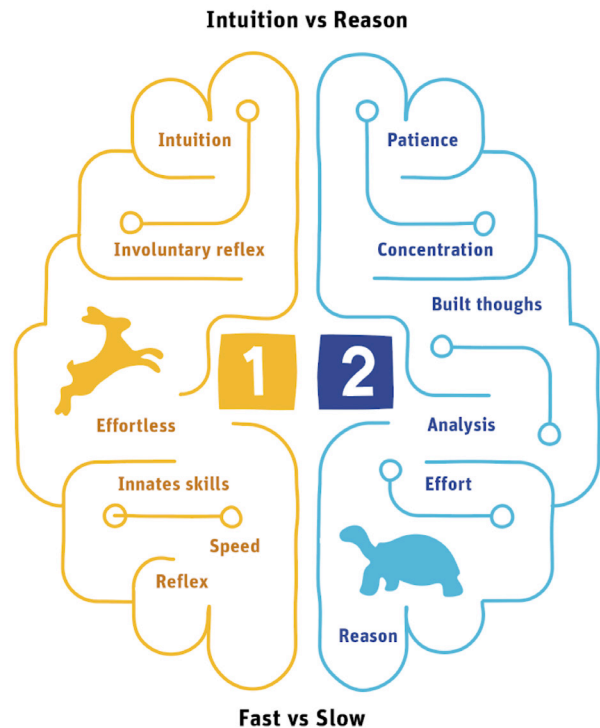 Intuition vs Reason
Intuition
Involuntary reflex
1
Effortless
Innates skills
Speed
Reflex
Patience
Concentration
Built thoughs
2
Analysis
Effort
Reason
Fast vs Slow